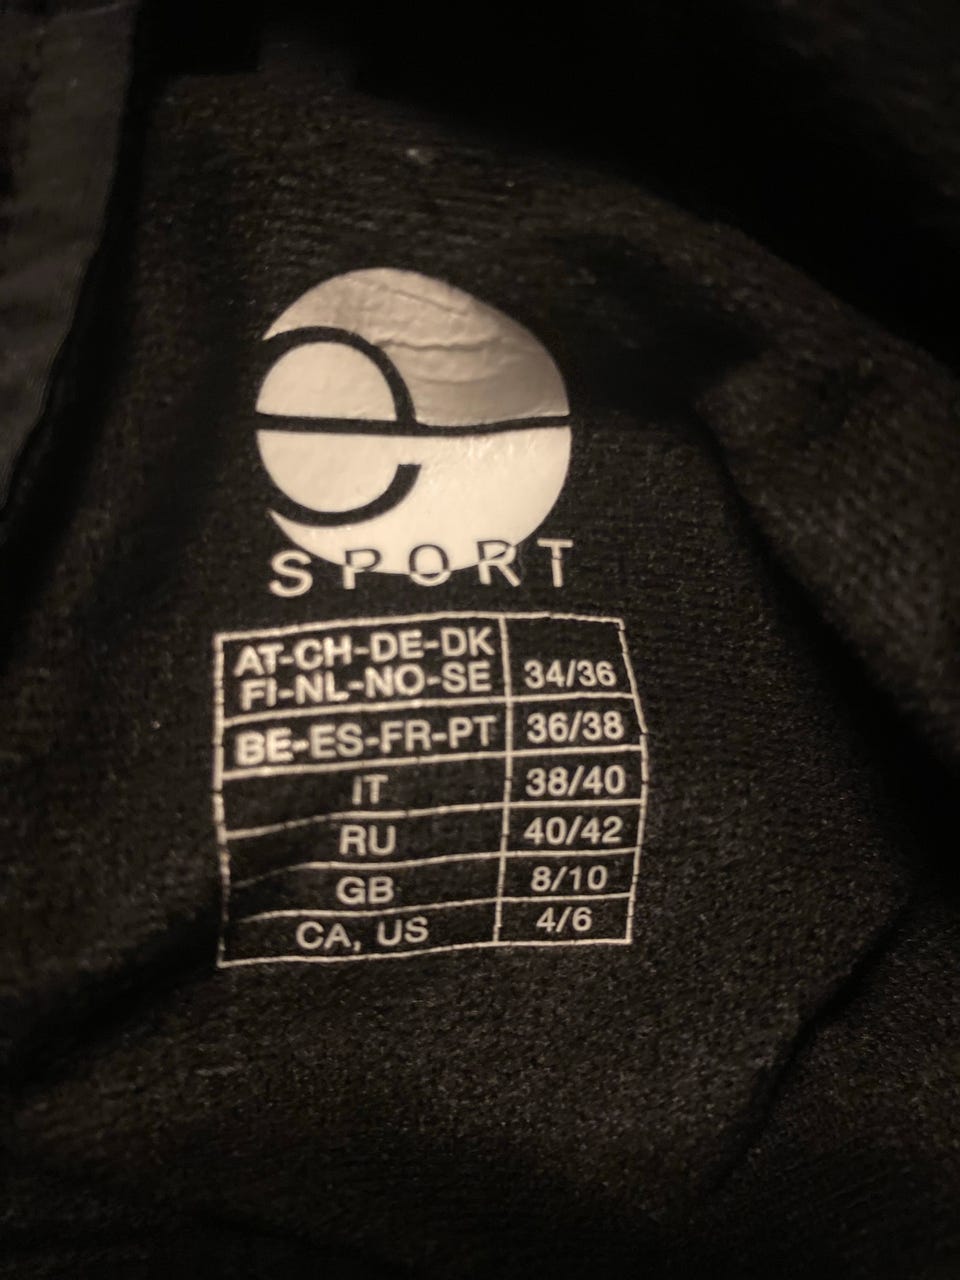 e
SPORT
AT-CH-DE-DK
FI-NL-NO-SE 34/36
BE-ES-FR-PT 36/38
IT 38/40
RU 40/42
GB 8/10
CA, US 4/6